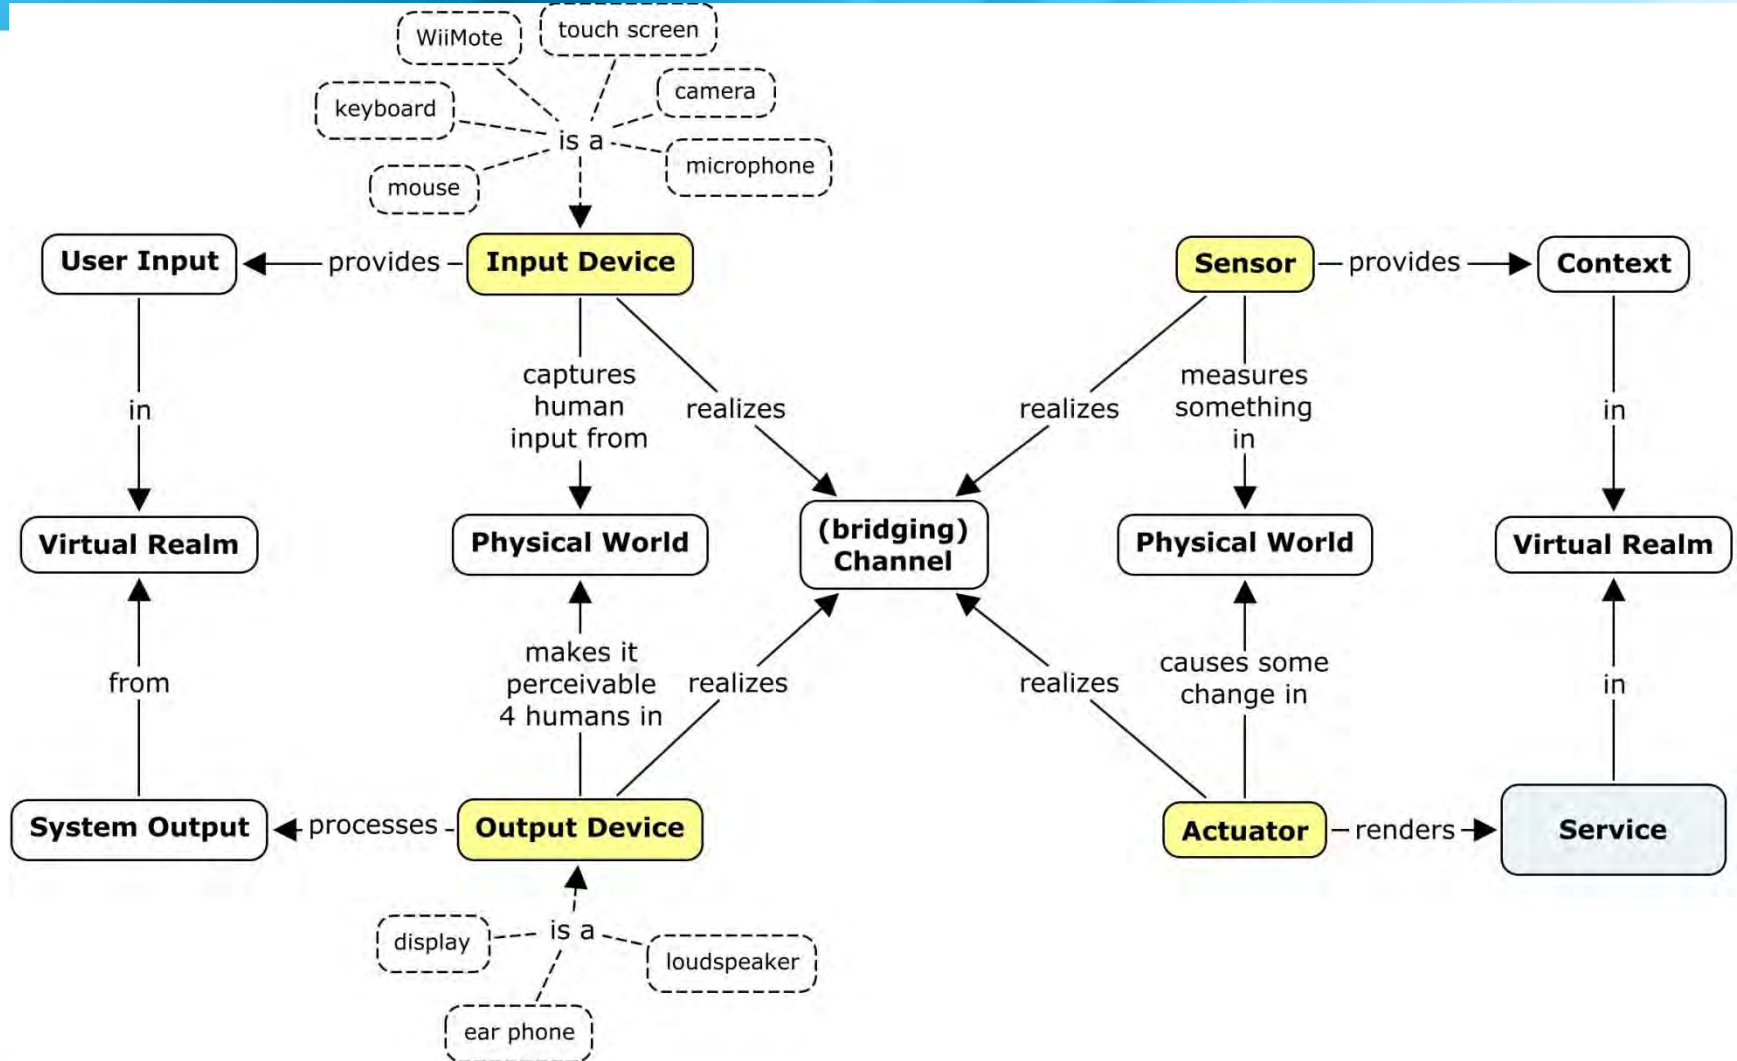 WiiMote
touch screen
keyboard
camera
is a
mouse
microphone
User Input
provides
Input Device
Sensor
provides
Context
in
captures
human
input from
realizes
realizes
measures
something
in
in
Virtual Realm
Physical World
(bridging)
Channel
Physical World
Virtual Realm
from
makes it
perceivable
4 humans in
realizes
realizes
causes some
change in
in
System Output
processes
Output Device
Actuator
renders
Service
display
is a
loudspeaker
ear phone